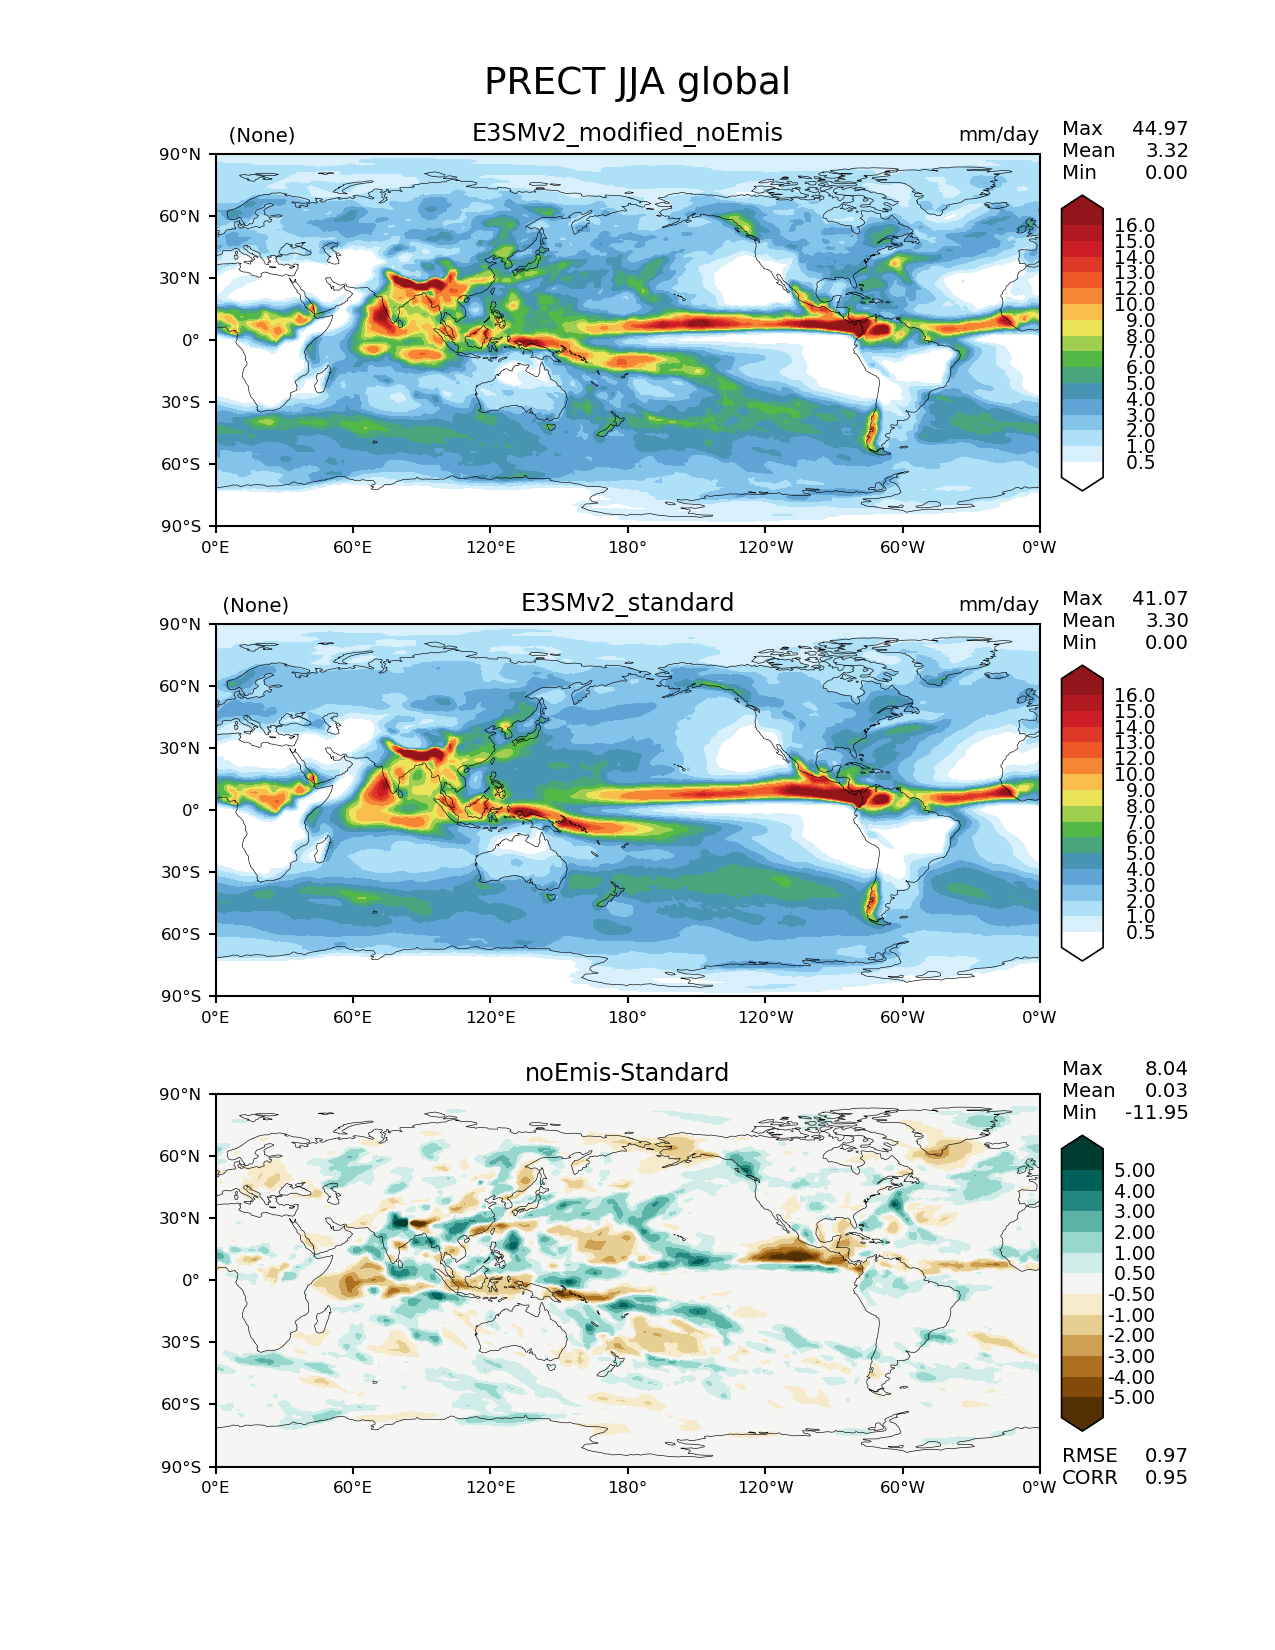 PRECT JJA global
(None) E3SMv2_modified_noEmis mm/day
Max 44.97
Mean 3.32
Min 0.00
90°N
60°N
30°N
0°
30°S
60°S
90°S
0°E 60°E 120°E 180° 120°W 60°W 0°W
16.0
15.0
14.0
13.0
12.0
10.0
9.0
8.0
7.0
6.0
5.0
4.0
3.0
2.0
1.0
0.5
(None) E3SMv2_standard mm/day
Max 41.07
Mean 3.30
Min 0.00
90°N
60°N
30°N
0°
30°S
60°S
90°S
0°E 60°E 120°E 180° 120°W 60°W 0°W
16.0
15.0
14.0
13.0
12.0
10.0
9.0
8.0
7.0
6.0
5.0
4.0
3.0
2.0
1.0
0.5
noEmis-Standard
Max 8.04
Mean 0.03
Min -11.95
90°N
60°N
30°N
0°
30°S
60°S
90°S
0°E 60°E 120°E 180° 120°W 60°W 0°W
5.00
4.00
3.00
2.00
1.00
0.50
-0.50
-1.00
-2.00
-3.00
-4.00
-5.00
RMSE 0.97
CORR 0.95